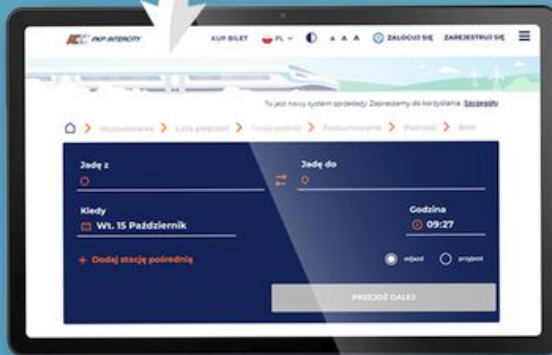 PKP INTERCITY KUP BILET PL A A A ZALOGUJ SIĘ ZAREJESTRUJ SIĘ
To jest nowy system sprzedaży. Zapraszamy do korzystania. Szczegóły
Wyszukiwanie > Lista połączeń > Twoja podróż > Podsumowanie > Płatność > Bilet
Jadę z Jadę do
Kiedy Godzina
Wt. 15 Październik 09:27
+ Dodaj stację pośrednią odjazd przyjazd
PRZEJDŹ DALEJ